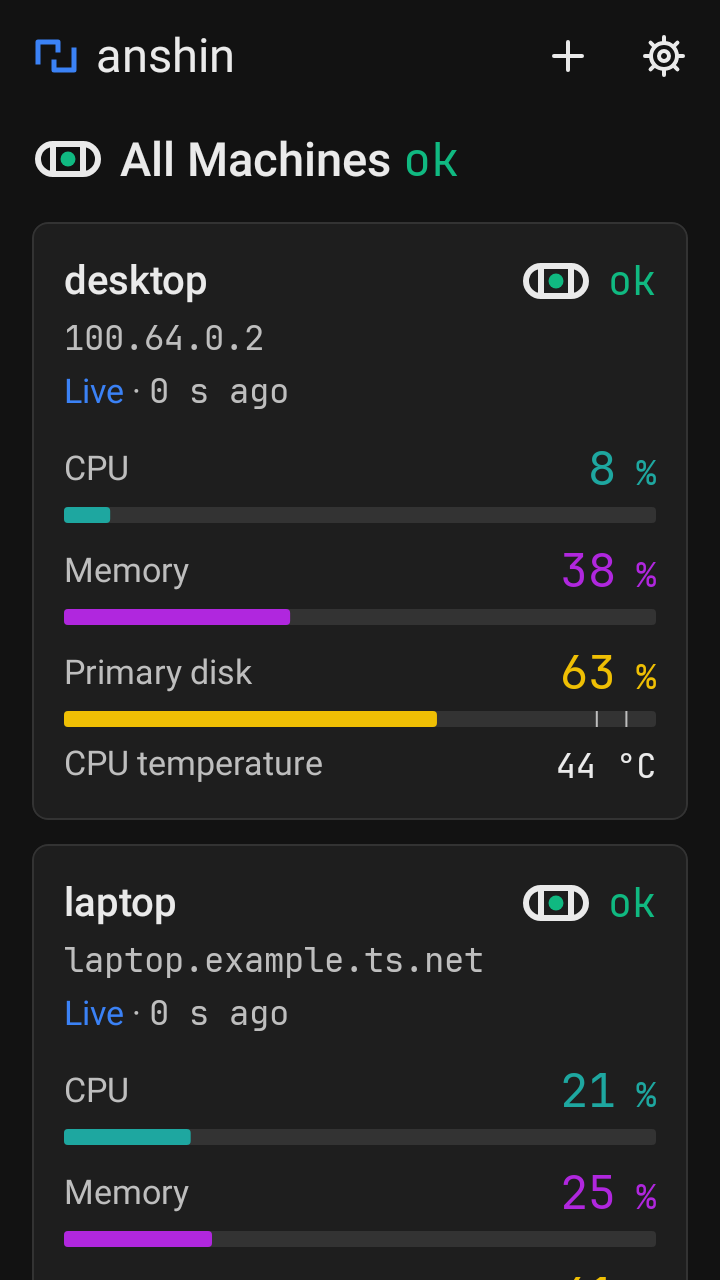 anshin
All Machines ok
desktop ok
100.64.0.2
Live · 0 s ago
CPU 8 %
Memory 38 %
Primary disk 63 %
CPU temperature 44 °C
laptop ok
laptop.example.ts.net
Live · 0 s ago
CPU 21 %
Memory 25 %